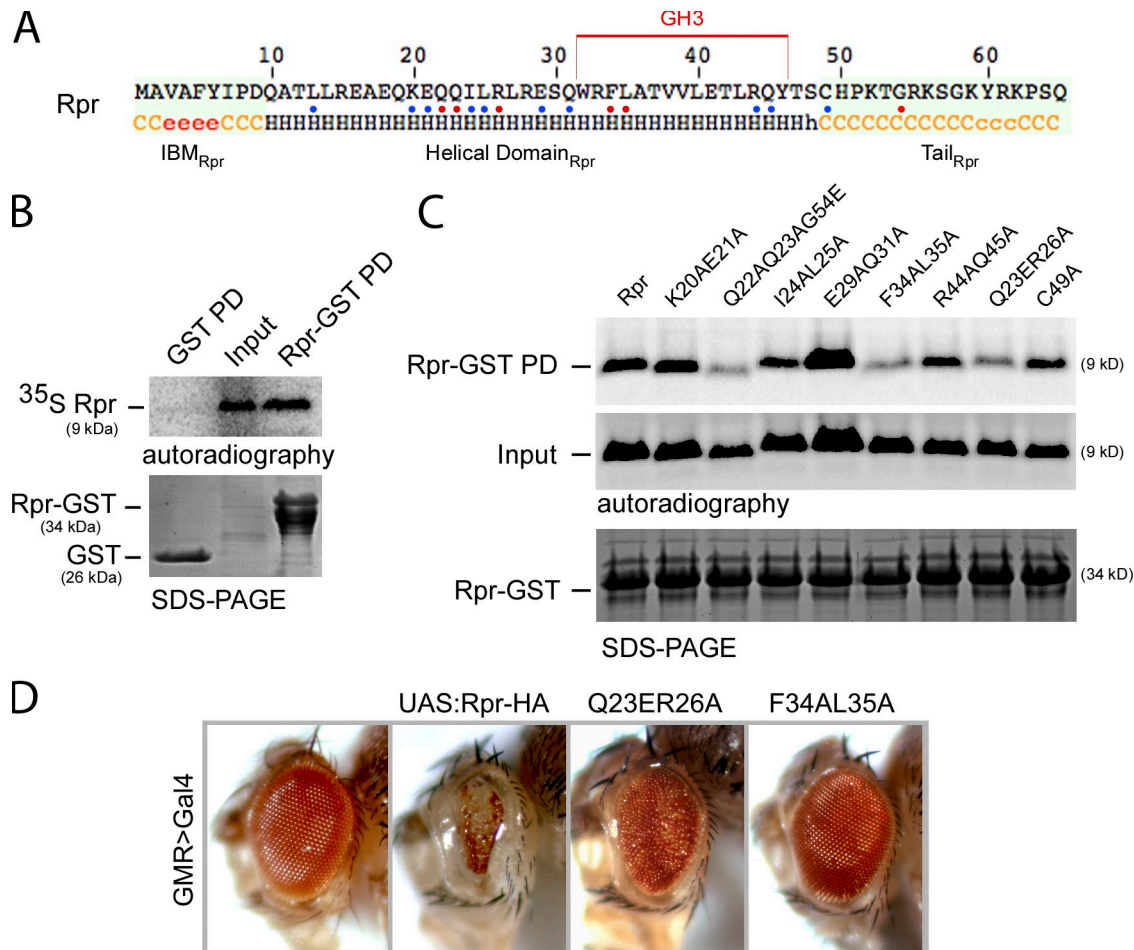 A
GH3
10 20 30 40 50 60
Rpr
MAVAFYIPDQATLLREAEQKEQQILRLRESQWRFLATVVLETLRQYTSCHPKTGRKSGKYRKPSQ
CCeeeeCCCHHHHHHHHHHHHHHHHHHHHHHHHHHHHHHHHHHHHHHHhCCCCCCCCCCCcccCCC
IBMRpr Helical DomainRpr TailRpr
B
GST PD Input Rpr-GST PD
35S Rpr
(9 kDa)
autoradiography
Rpr-GST
(34 kDa)
GST
(26 kDa)
SDS-PAGE
C
Rpr K20AE21A Q22AQ23AG54E I24AL25A E29AQ31A F34AL35A R44AQ45A Q23ER26A C49A
Rpr-GST PD (9 kD)
Input (9 kD)
autoradiography
Rpr-GST (34 kD)
SDS-PAGE
D
UAS:Rpr-HA Q23ER26A F34AL35A
GMR>Gal4